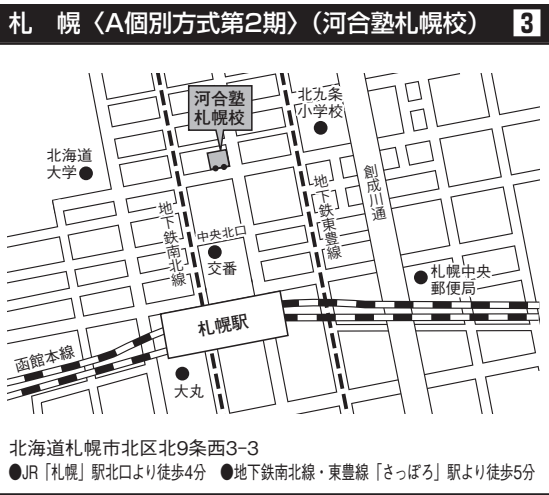 札　幌〈A個別方式第2期〉（河合塾札幌校）　3
河合塾
札幌校
北九条
小学校
北海道
大学
創成川通
地下鉄南北線
地下鉄東豊線
中央北口
交番
札幌中央
郵便局
札幌駅
函館本線
大丸
北海道札幌市北区北9条西3-3
●JR「札幌」駅北口より徒歩4分　●地下鉄南北線・東豊線「さっぽろ」駅より徒歩5分